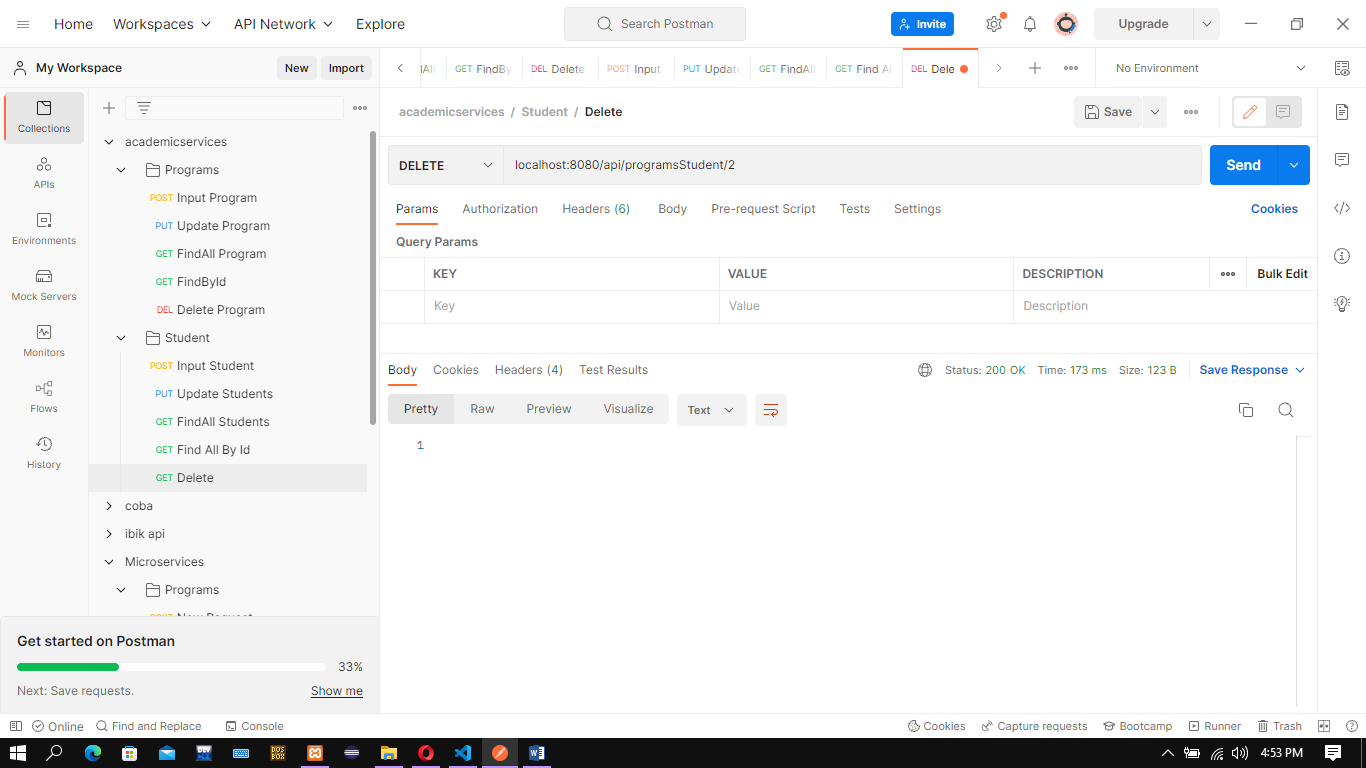 Home Workspaces API Network Explore Search Postman Invite Upgrade
My Workspace New Import
GET FindBy DEL Delete POST Input PUT Update GET FindAll GET Find Al DEL Dele No Environment
Collections
APIs
Environments
Mock Servers
Monitors
Flows
History
academicservices
Programs
POST Input Program
PUT Update Program
GET FindAll Program
GET FindById
DEL Delete Program
Student
POST Input Student
PUT Update Students
GET FindAll Students
GET Find All By Id
GET Delete
coba
ibik api
Microservices
Programs
Get started on Postman
33%
Next: Save requests. Show me
academicservices / Student / Delete Save
DELETE localhost:8080/api/programsStudent/2 Send
Params Authorization Headers (6) Body Pre-request Script Tests Settings Cookies
Query Params
KEY VALUE DESCRIPTION Bulk Edit
Key Value Description
Body Cookies Headers (4) Test Results Status: 200 OK Time: 173 ms Size: 123 B Save Response
Pretty Raw Preview Visualize Text
1
Online Find and Replace Console Cookies Capture requests Bootcamp Runner Trash
4:53 PM